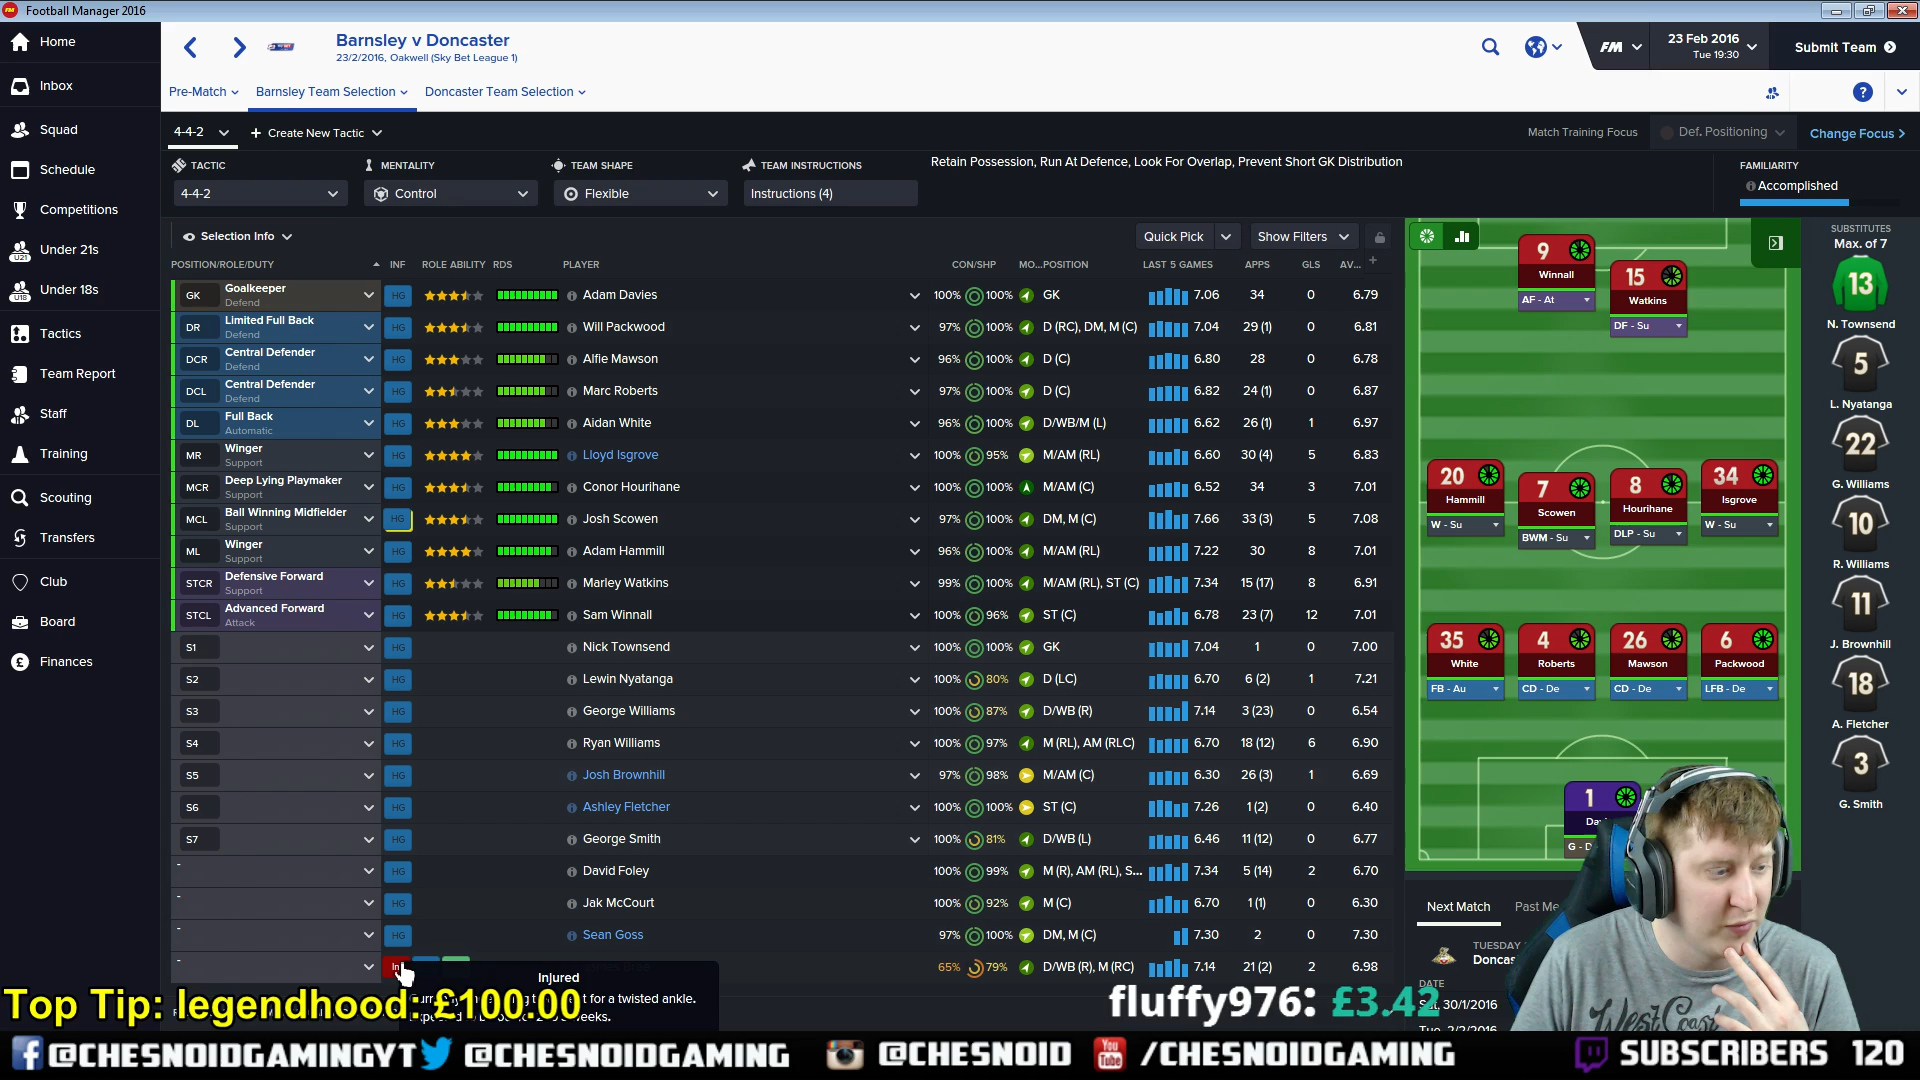 Football Manager 2016
Home
Inbox
Squad
Schedule
Competitions
Under 21s
Under 18s
Tactics
Team Report
Staff
Training
Scouting
Transfers
Club
Board
Finances
Barnsley v Doncaster
23/2/2016, Oakwell (Sky Bet League 1)
FM
23 Feb 2016
Tue 19:30
Submit Team
Pre-Match
Barnsley Team Selection
Doncaster Team Selection
4-4-2
+ Create New Tactic
Match Training Focus
Def. Positioning
Change Focus >
TACTIC
4-4-2
MENTALITY
Control
TEAM SHAPE
Flexible
TEAM INSTRUCTIONS
Instructions (4)
Retain Possession, Run At Defence, Look For Overlap, Prevent Short GK Distribution
FAMILIARITY
Accomplished
Selection Info
Quick Pick
Show Filters
POSITION/ROLE/DUTY INF ROLE ABILITY RDS PLAYER CON/SHP MO... POSITION LAST 5 GAMES APPS GLS AV...
GK Goalkeeper Defend HG Adam Davies 100% 100% GK 7.06 34 0 6.79
DR Limited Full Back Defend HG Will Packwood 97% 100% D (RC), DM, M (C) 7.04 29 (1) 0 6.81
DCR Central Defender Defend HG Alfie Mawson 96% 100% D (C) 6.80 28 0 6.78
DCL Central Defender Defend HG Marc Roberts 97% 100% D (C) 6.82 24 (1) 0 6.87
DL Full Back Automatic HG Aidan White 96% 100% D/WB/M (L) 6.62 26 (1) 1 6.97
MR Winger Support HG Lloyd Isgrove 100% 95% M/AM (RL) 6.60 30 (4) 5 6.83
MCR Deep Lying Playmaker Support HG Conor Hourihane 100% 100% M/AM (C) 6.52 34 3 7.01
MCL Ball Winning Midfielder Support HG Josh Scowen 97% 100% DM, M (C) 7.66 33 (3) 5 7.08
ML Winger Support HG Adam Hammill 96% 100% M/AM (RL) 7.22 30 8 7.01
STCR Defensive Forward Support HG Marley Watkins 99% 100% M/AM (RL), ST (C) 7.34 15 (17) 8 6.91
STCL Advanced Forward Attack HG Sam Winnall 100% 96% ST (C) 6.78 23 (7) 12 7.01
S1 HG Nick Townsend 100% 100% GK 7.04 1 0 7.00
S2 HG Lewin Nyatanga 100% 80% D (LC) 6.70 6 (2) 1 7.21
S3 HG George Williams 100% 87% D/WB (R) 7.14 3 (23) 0 6.54
S4 HG Ryan Williams 100% 97% M (RL), AM (RLC) 6.70 18 (12) 6 6.90
S5 HG Josh Brownhill 97% 98% M/AM (C) 6.30 26 (3) 1 6.69
S6 HG Ashley Fletcher 100% 100% ST (C) 7.26 1 (2) 0 6.40
S7 HG George Smith 100% 81% D/WB (L) 6.46 11 (12) 0 6.77
- HG David Foley 100% 99% M (R), AM (RL), S... 7.34 5 (14) 2 6.70
- HG Jak McCourt 100% 92% M (C) 6.70 1 (1) 0 6.30
- HG Sean Goss 97% 100% DM, M (C) 7.30 2 0 7.30
- 65% 79% D/WB (R), M (RC) 7.14 21 (2) 2 6.98
Injured
for a twisted ankle.
9 Winnall AF - At
15 Watkins DF - Su
20 Hammill W - Su
7 Scowen BWM - Su
8 Hourihane DLP - Su
34 Isgrove W - Su
35 White FB - Au
4 Roberts CD - De
26 Mawson CD - De
6 Packwood LFB - De
1
SUBSTITUTES
Max. of 7
13 N. Townsend
5 L. Nyatanga
22 G. Williams
10 R. Williams
11 J. Brownhill
18 A. Fletcher
3 G. Smith
Next Match
Past Me
TUESDAY
Doncas
DATE
Sat, 30/1/2016
Tue, 2/2/2016
Top Tip: legendhood: £100.00
fluffy976: £3.42
@CHESNOIDGAMINGYT
@CHESNOIDGAMING
@CHESNOID
/CHESNOIDGAMING
SUBSCRIBERS 120